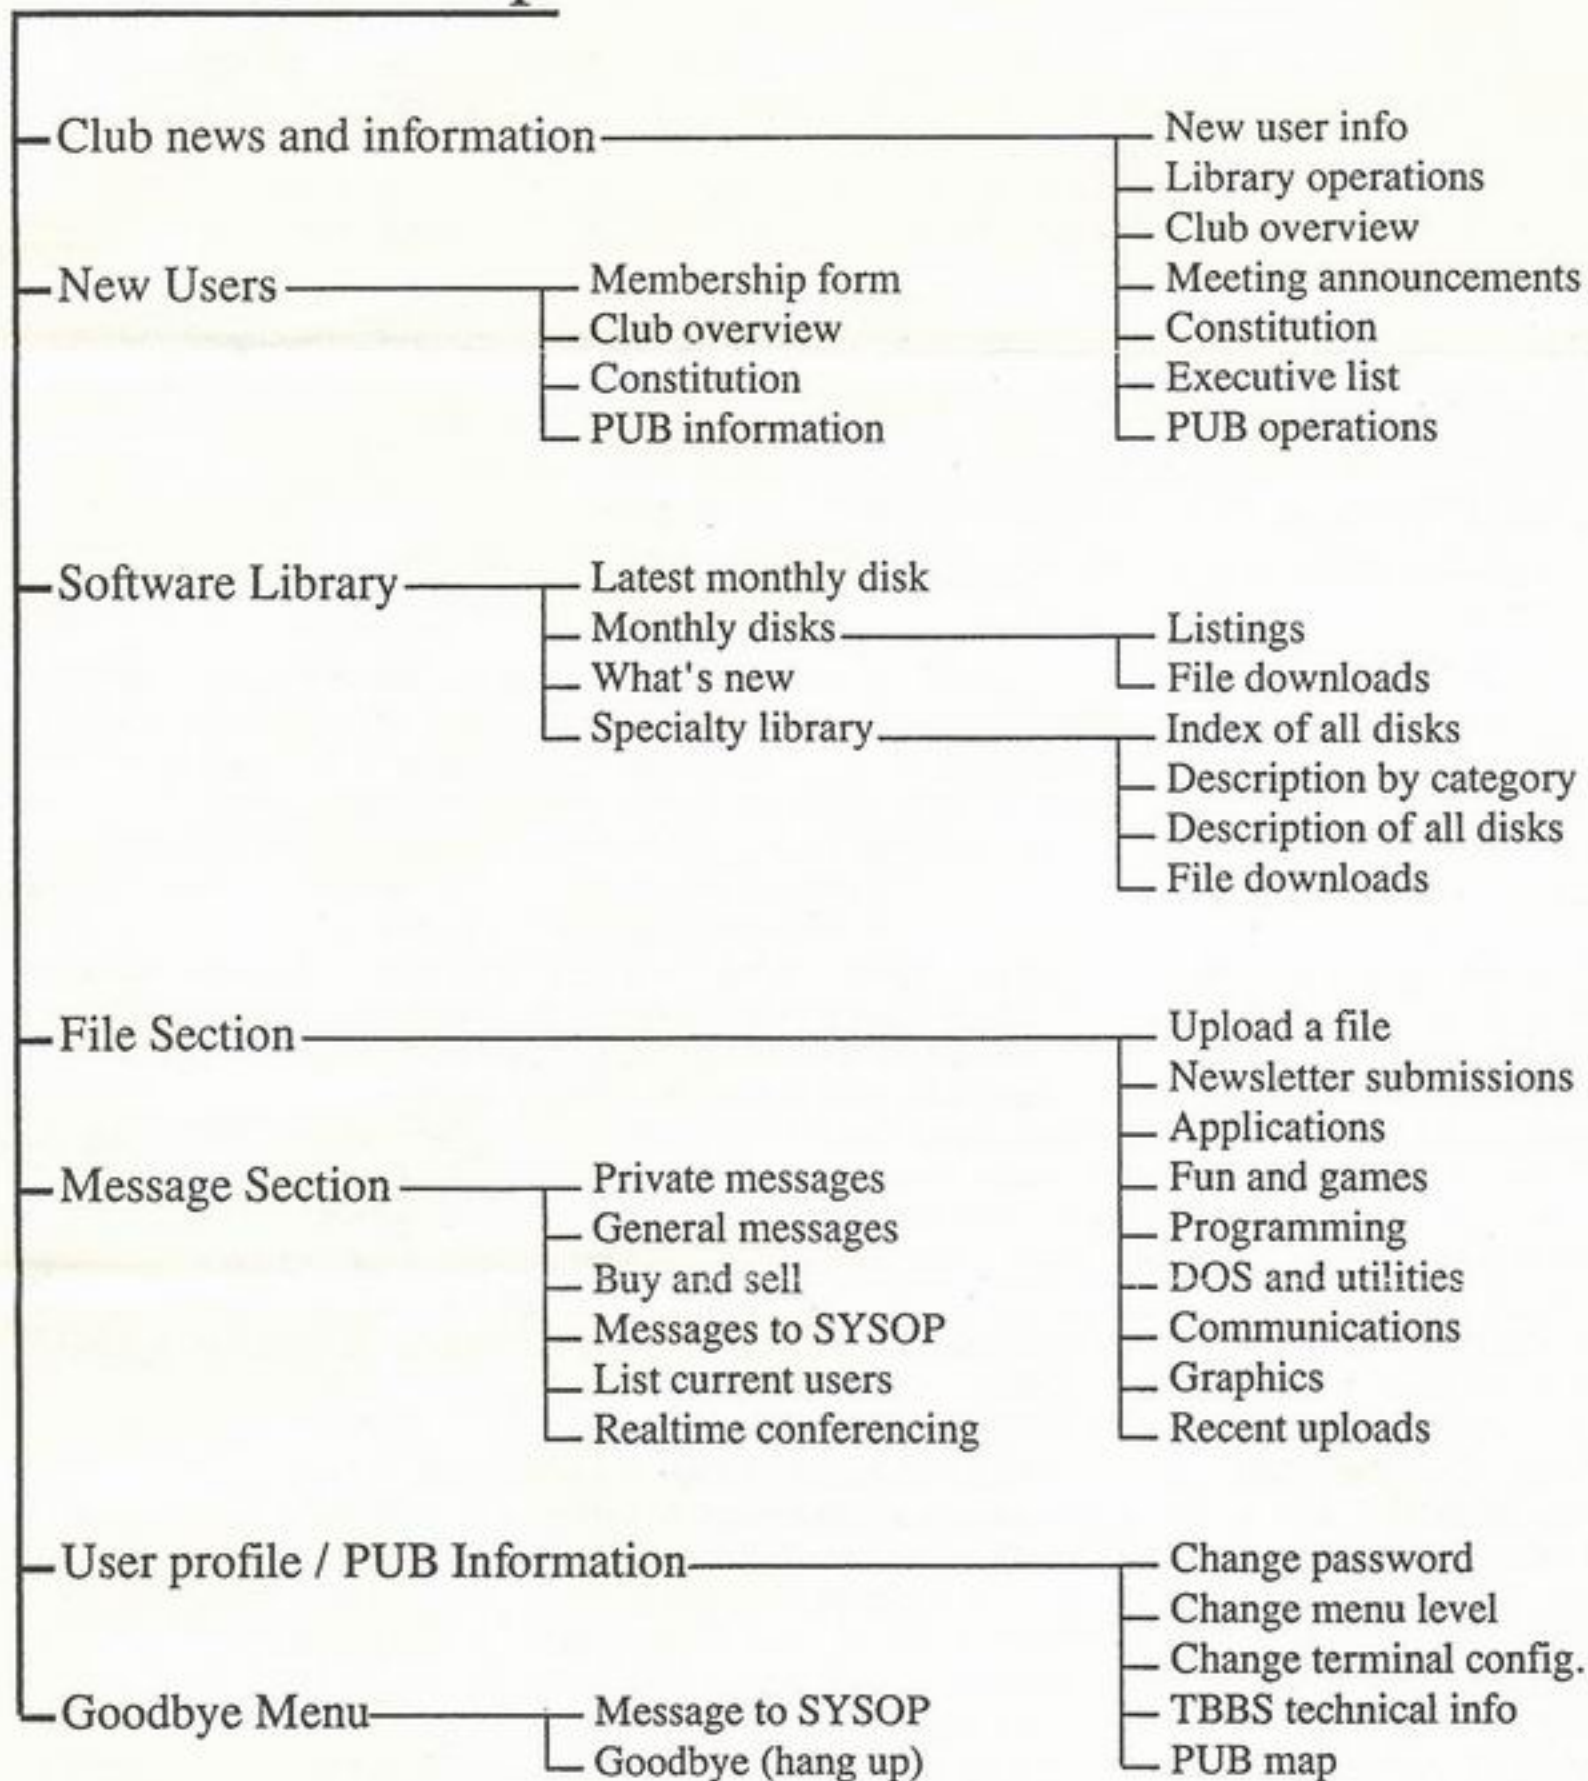 Club news and information
New user info
Library operations
Club overview
Meeting announcements
Constitution
Executive list
PUB operations
New Users
Membership form
Club overview
Constitution
PUB information
Software Library
Latest monthly disk
Monthly disks
Listings
File downloads
What's new
Specialty library
Index of all disks
Description by category
Description of all disks
File downloads
File Section
Upload a file
Newsletter submissions
Applications
Fun and games
Programming
DOS and utilities
Communications
Graphics
Recent uploads
Message Section
Private messages
General messages
Buy and sell
Messages to SYSOP
List current users
Realtime conferencing
User profile / PUB Information
Change password
Change menu level
Change terminal config.
TBBS technical info
PUB map
Goodbye Menu
Message to SYSOP
Goodbye (hang up)